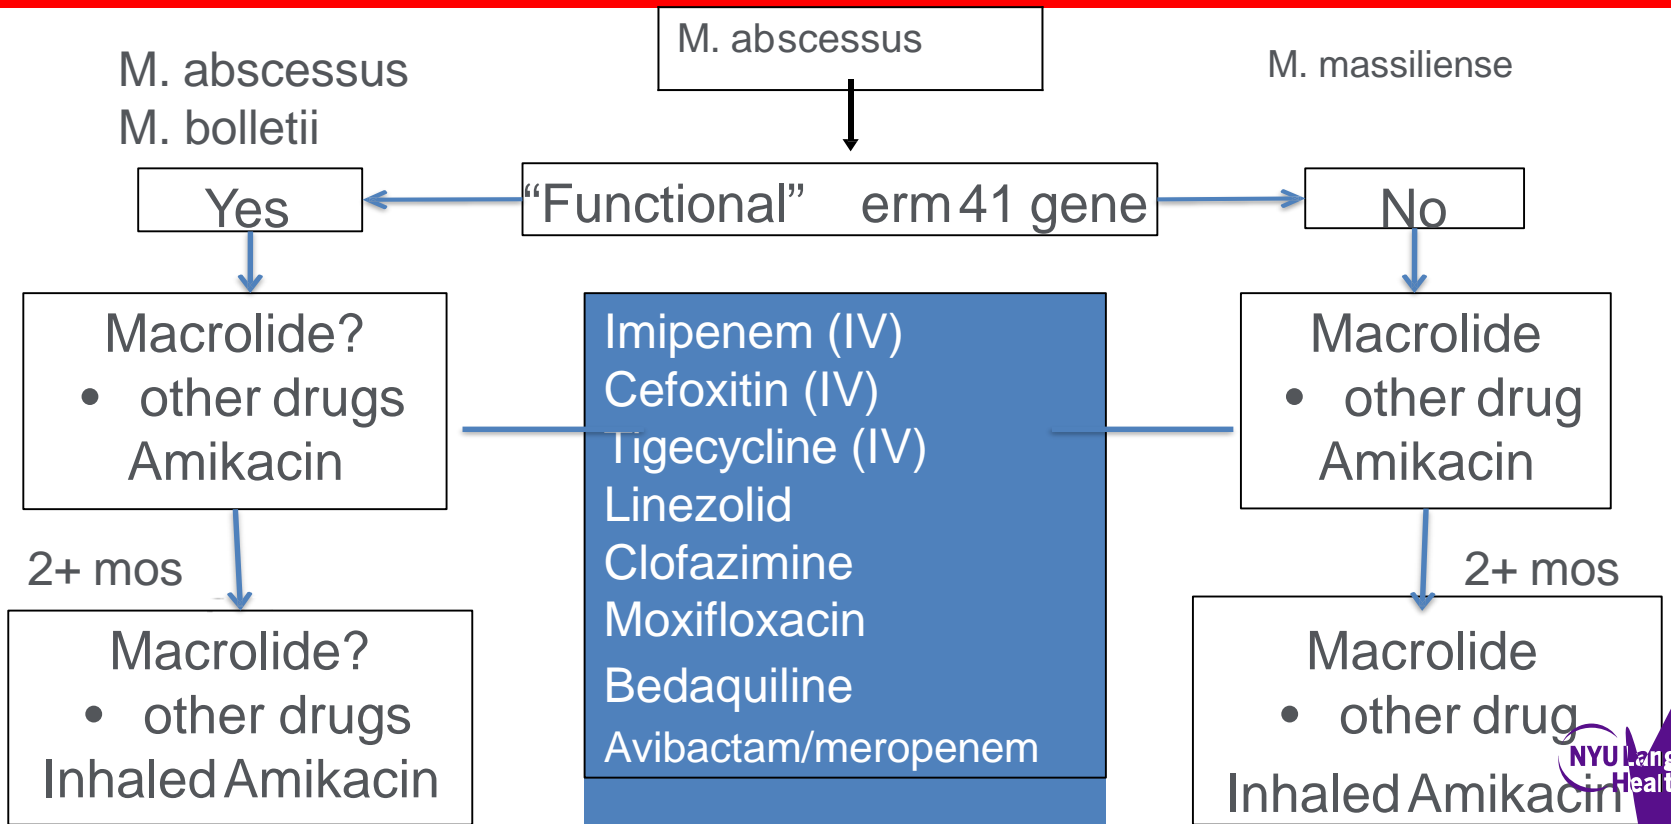 M. abscessus
M. abscessus
M. bolletii
M. massiliense
Yes
“Functional” erm 41 gene
No
Macrolide?
• other drugs
Amikacin
Imipenem (IV)
Cefoxitin (IV)
Tigecycline (IV)
Linezolid
Clofazimine
Moxifloxacin
Bedaquiline
Avibactam/meropenem
Macrolide
• other drug
Amikacin
2+ mos
2+ mos
Macrolide?
• other drugs
Inhaled Amikacin
Macrolide
• other drug
Inhaled Amikacin
NYU